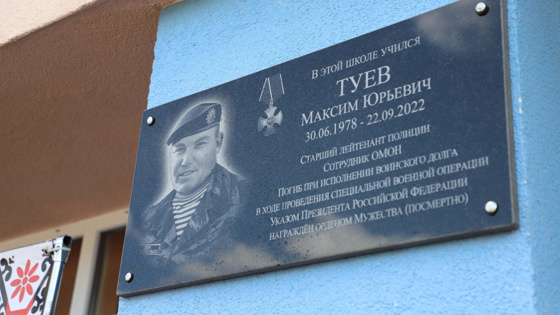 В ЭТОЙ ШКОЛЕ УЧИЛСЯ
ТУЕВ
МАКСИМ ЮРЬЕВИЧ
30.06.1978 - 22.09.2022
СТАРШИЙ ЛЕЙТЕНАНТ ПОЛИЦИИ
СОТРУДНИК ОМОН
ПОГИБ ПРИ ИСПОЛНЕНИИ ВОИНСКОГО ДОЛГА
В ХОДЕ ПРОВЕДЕНИЯ СПЕЦИАЛЬНОЙ ВОЕННОЙ ОПЕРАЦИИ
УКАЗОМ ПРЕЗИДЕНТА РОССИЙСКОЙ ФЕДЕРАЦИИ
НАГРАЖДЁН ОРДЕНОМ МУЖЕСТВА (ПОСМЕРТНО)